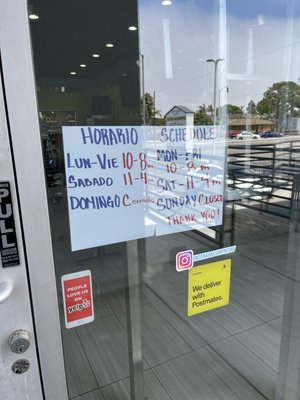 HORARIO
LUN-VIE 10-8pm
SABADO 11-4
DOMINGO Cerrado
SCHEDULE
MON-FRI
10-8pm
SAT-11-4pm
SUNDAY CLOSED
THANK YOU!
PULL
PEOPLE
LOVE US
ON
yelp
We deliver
with
Postmates.